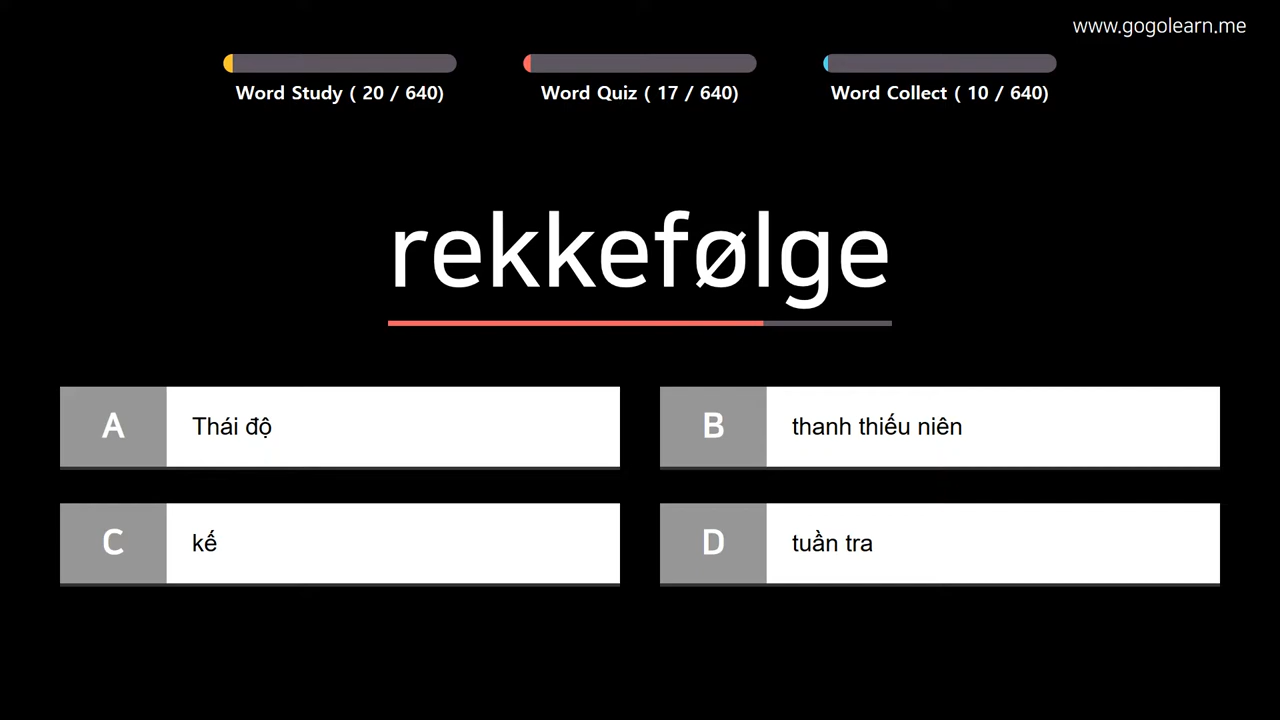 www.gogolearn.me
Word Study ( 20 / 640)
Word Quiz ( 17 / 640)
Word Collect ( 10 / 640)
rekkefølge
A Thái độ
B thanh thiếu niên
C kế
D tuần tra